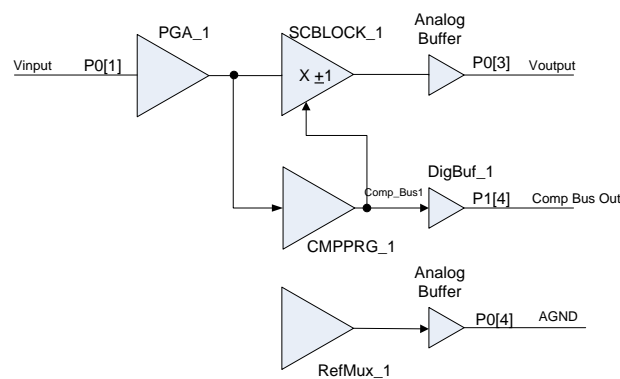 PGA_1
SCBLOCK_1
Analog
Buffer
Vinput
P0[1]
X ±1
P0[3]
Voutput
DigBuf_1
Comp_Bus1
P1[4]
Comp Bus Out
CMPPRG_1
Analog
Buffer
P0[4]
AGND
RefMux_1